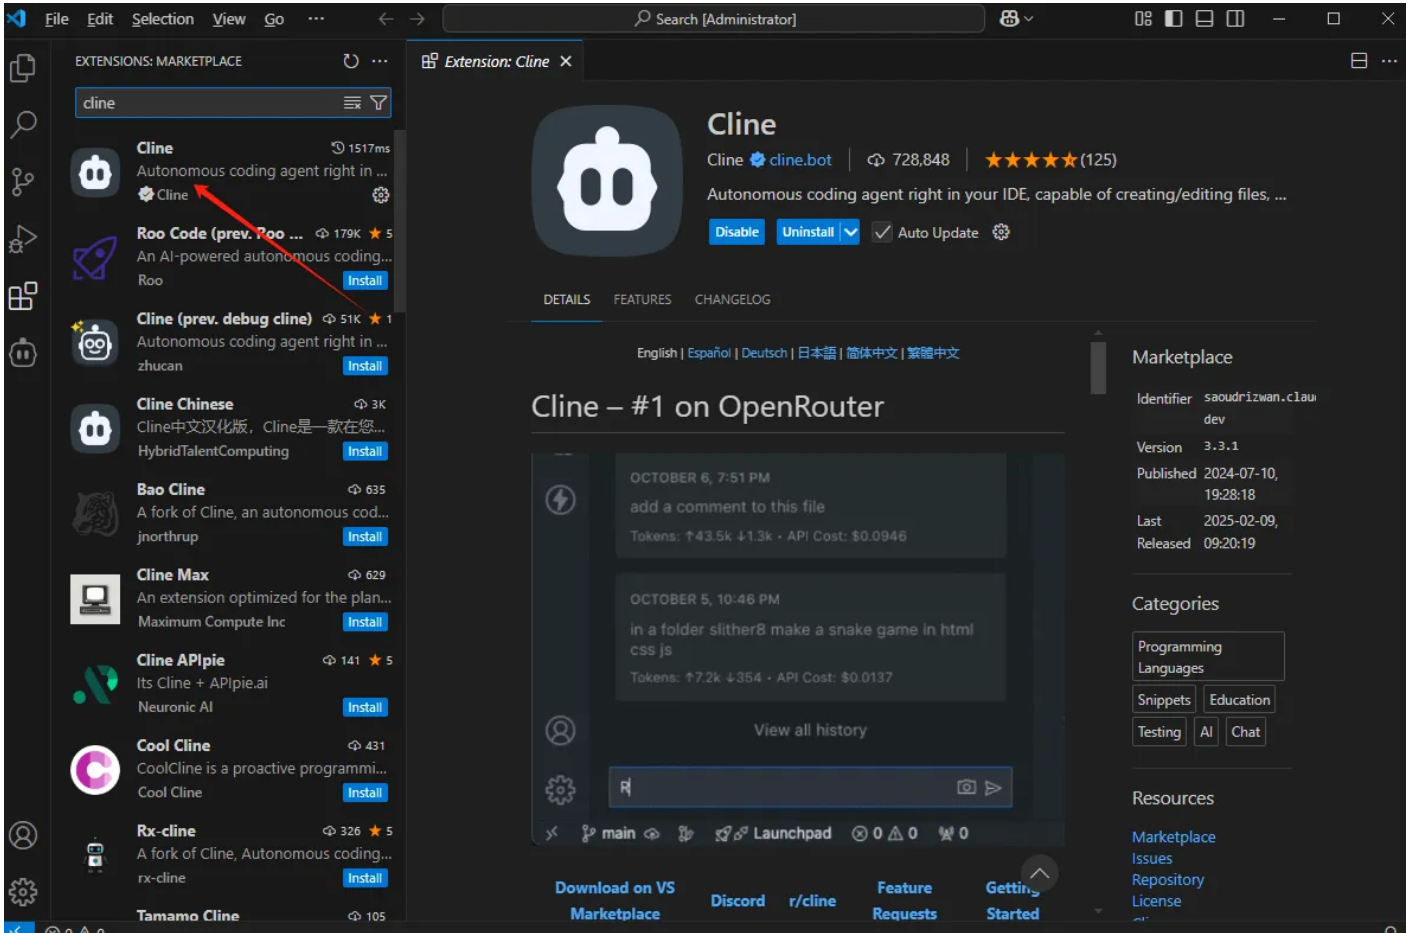 File Edit Selection View Go ··· Search [Administrator]
EXTENSIONS: MARKETPLACE
cline
Cline 1517ms
Autonomous coding agent right in ...
Cline
Roo Code (prev. Roo ... 179K ★ 5
An AI-powered autonomous coding...
Roo Install
Cline (prev. debug cline) 51K ★ 1
Autonomous coding agent right in ...
zhucan Install
Cline Chinese 3K
Cline中文汉化版，Cline是一款在您...
HybridTalentComputing Install
Bao Cline 635
A fork of Cline, an autonomous cod...
jnorthrup Install
Cline Max 629
An extension optimized for the plan...
Maximum Compute Inc Install
Cline APIpie 141 ★ 5
Its Cline + APIpie.ai
Neuronic AI Install
Cool Cline 431
CoolCline is a proactive programmi...
Cool Cline Install
Rx-cline 326 ★ 5
A fork of Cline, Autonomous coding...
rx-cline Install
Tamamo Cline 105
Extension: Cline
Cline
Cline cline.bot | 728,848 | ★★★★★(125)
Autonomous coding agent right in your IDE, capable of creating/editing files, ...
Disable Uninstall Auto Update
DETAILS FEATURES CHANGELOG
English | Español | Deutsch | 日本語 | 简体中文 | 繁體中文
Cline – #1 on OpenRouter
OCTOBER 6, 7:51 PM
add a comment to this file
Tokens: ↑43.5k ↓1.3k • API Cost: $0.0946
OCTOBER 5, 10:46 PM
in a folder slither8 make a snake game in html
css js
Tokens: ↑7.2k ↓354 • API Cost: $0.0137
View all history
R
main Launchpad 0 0 0
Download on VS
Marketplace
Discord
r/cline
Feature
Requests
Getting
Started
Marketplace
Identifier saoudrizwan.clau
dev
Version 3.3.1
Published 2024-07-10,
19:28:18
Last 2025-02-09,
Released 09:20:19
Categories
Programming
Languages
Snippets Education
Testing AI Chat
Resources
Marketplace
Issues
Repository
License
0 0